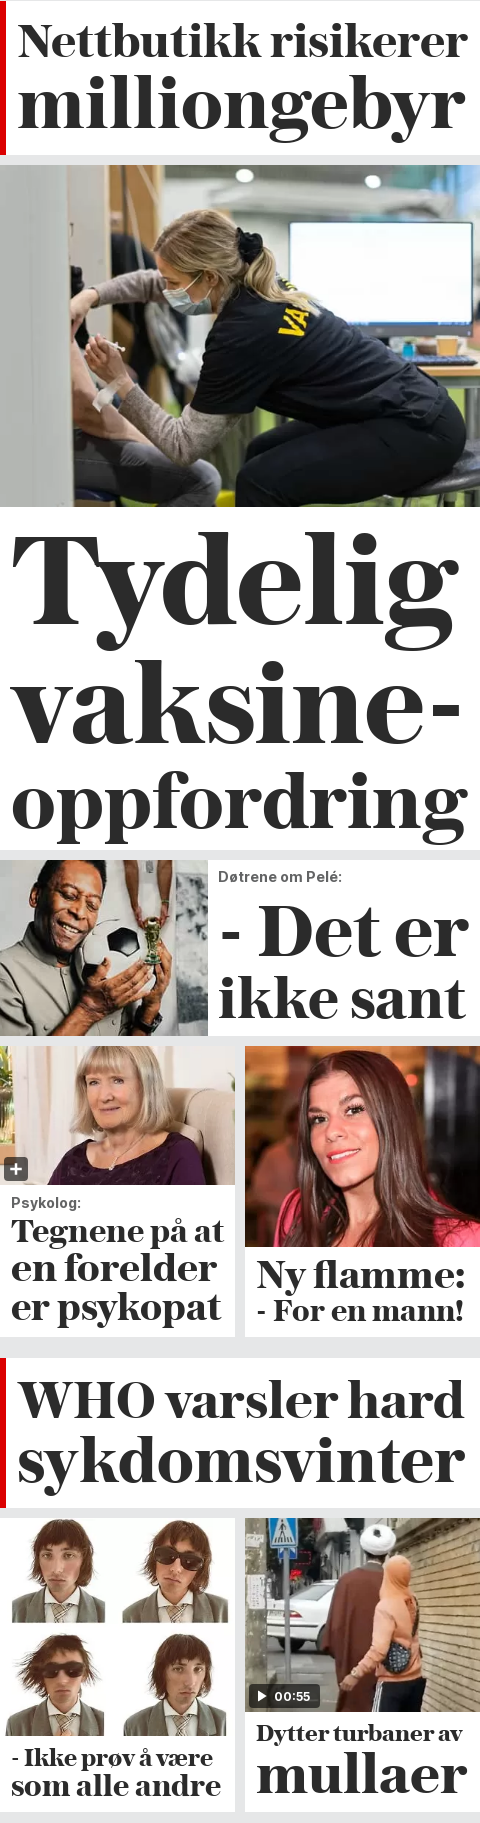 Nettbutikk risikerer
milliongebyr
VA
Tydelig
vaksine-
oppfordring
Døtrene om Pelé:
- Det er
ikke sant
Psykolog:
Tegnene på at
en forelder
er psykopat
Ny flamme:
- For en mann!
WHO varsler hard
sykdomsvinter
- Ikke prøv å være
som alle andre
00:55
Dytter turbaner av
mullaer